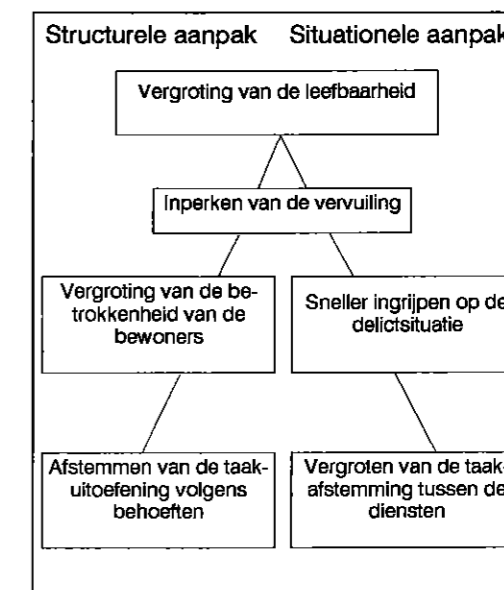 Structurele aanpak Situationele aanpak
Vergroting van de leefbaarheid
Inperken van de vervuiling
Vergroting van de be-
trokkenheid van de
bewoners
Sneller ingrijpen op de
delictsituatie
Afstemmen van de taak-
uitoefening volgens
behoeften
Vergroten van de taak-
afstemming tussen de
diensten